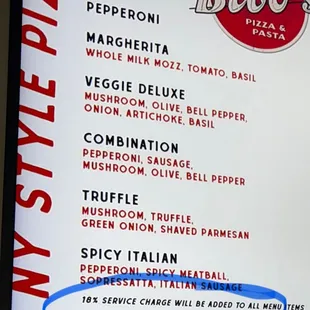 PEPPERONI
PIZZA &
PASTA
MARGHERITA
WHOLE MILK MOZZ, TOMATO, BASIL
VEGGIE DELUXE
MUSHROOM, OLIVE, BELL PEPPER,
ONION, ARTICHOKE, BASIL
COMBINATION
PEPPERONI, SAUSAGE,
MUSHROOM, OLIVE, BELL PEPPER
TRUFFLE
MUSHROOM, TRUFFLE,
GREEN ONION, SHAVED PARMESAN
SPICY ITALIAN
PEPPERONI, SPICY MEATBALL,
SOPRESSATTA, ITALIAN SAUSAGE
18% SERVICE CHARGE WILL BE ADDED TO ALL MENU ITEMS
NY STYLE